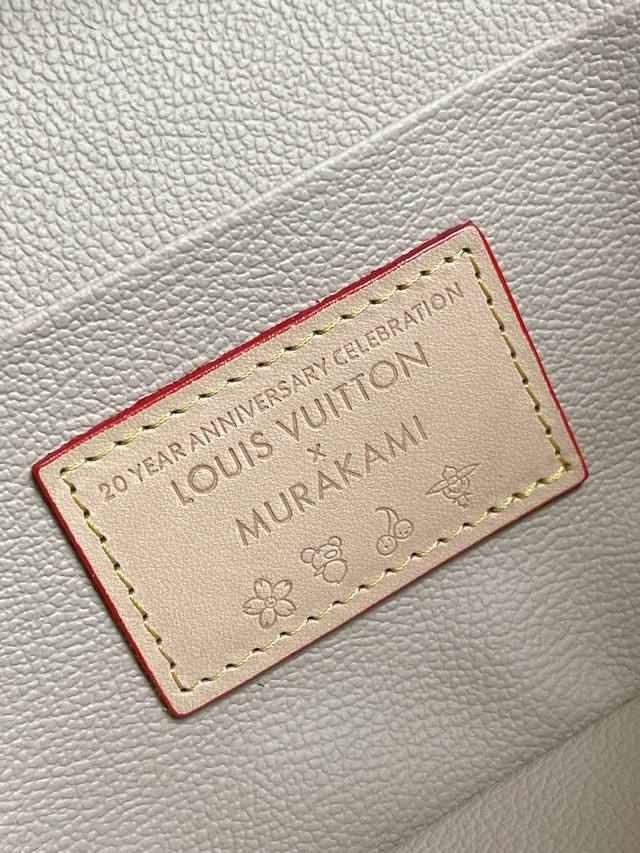 20 YEAR ANNIVERSARY CELEBRATION
LOUIS VUITTON
x
MURAKAMI